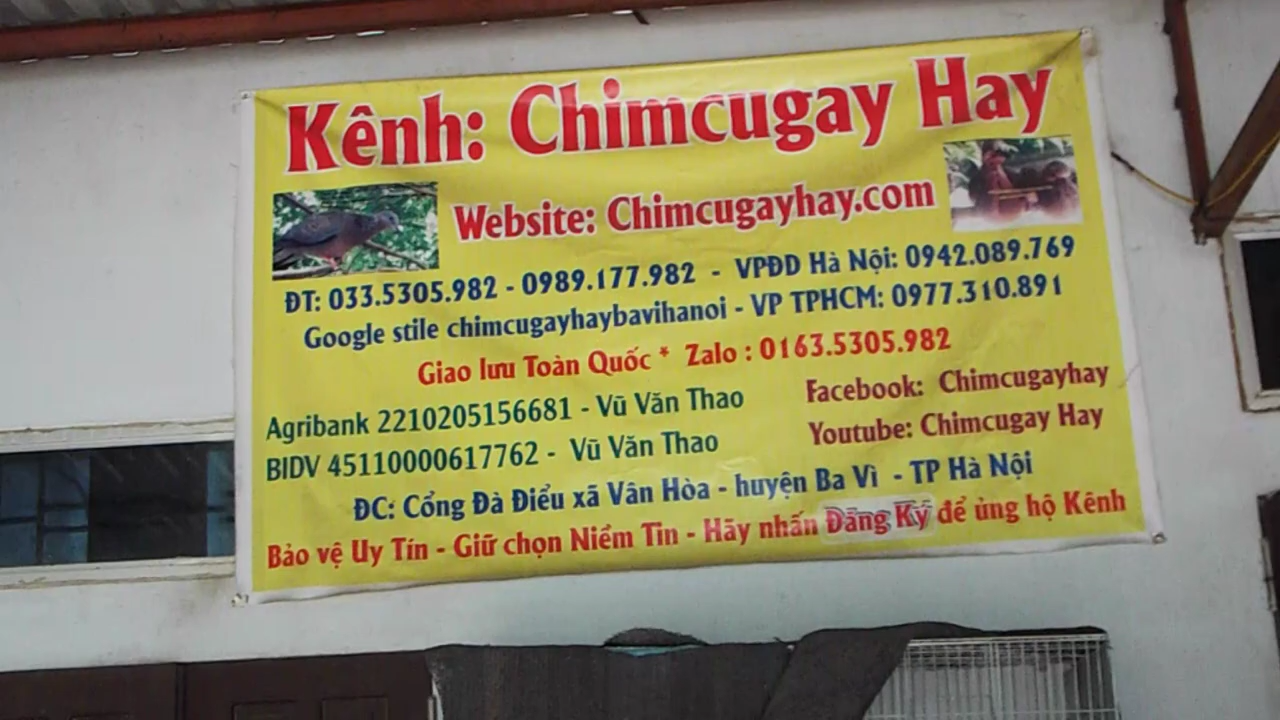 Kênh: Chimcugay Hay
Website: Chimcugayhay.com
ĐT: 033.5305.982 - 0989.177.982 - VPĐD Hà Nội: 0942.089.769
Google stile chimcugayhaybavihanoi - VP TPHCM: 0977.310.891
Giao lưu Toàn Quốc * Zalo : 0163.5305.982
Agribank 2210205156681 - Vũ Văn Thao
BIDV 45110000617762 - Vũ Văn Thao
Facebook: Chimcugayhay
Youtube: Chimcugay Hay
ĐC: Cổng Đà Điểu xã Vân Hòa - huyện Ba Vì - TP Hà Nội
Bảo vệ Uy Tín - Giữ chọn Niềm Tin - Hãy nhấn Đăng Ký để ủng hộ Kênh